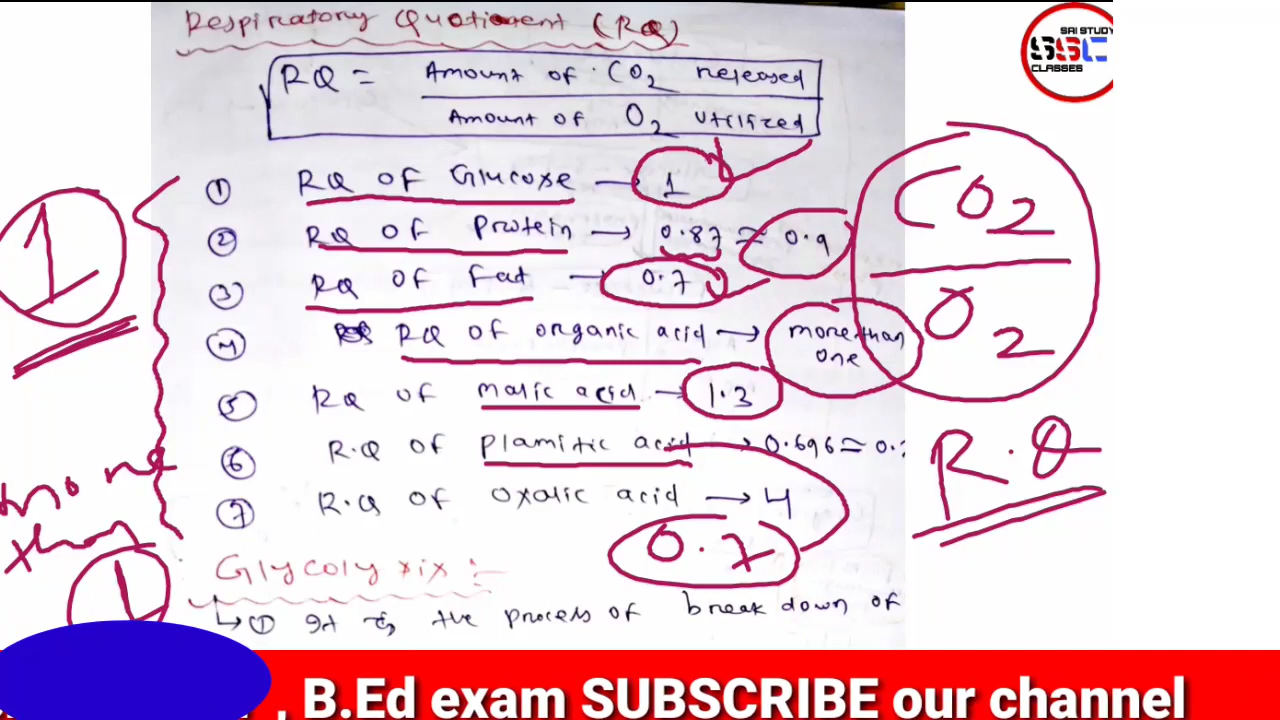 Respiratory Quotient (RQ)
SAI STUDY
SSC
CLASSES
RQ = Amount of CO2 released
Amount of O2 utilized
① RQ OF Glucose → 1
② RQ OF protein → 0.87 ≈ 0.9
③ RQ OF fat → 0.7
④ RQ OF organic acid → more than
one
⑤ RQ OF malic acid → 1.3
⑥ R.Q OF plamitic acid → 0.696 ≈ 0.
⑦ R.Q OF oxalic acid → 4
1
CO2
O2
R.Q
0.7
1
Glycolysix :-
↳ ① It is the process of break down of
, B.Ed exam SUBSCRIBE our channel